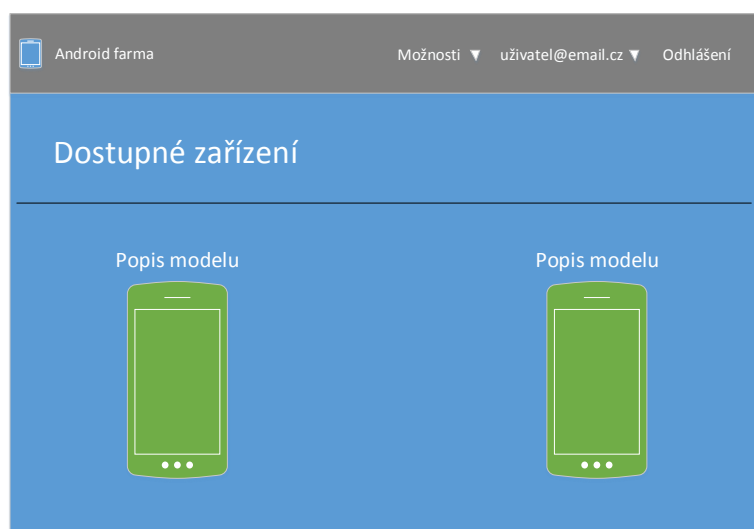 Android farma
Možnosti ▼ uživatel@email.cz ▼ Odhlášení
Dostupné zařízení
Popis modelu
Popis modelu